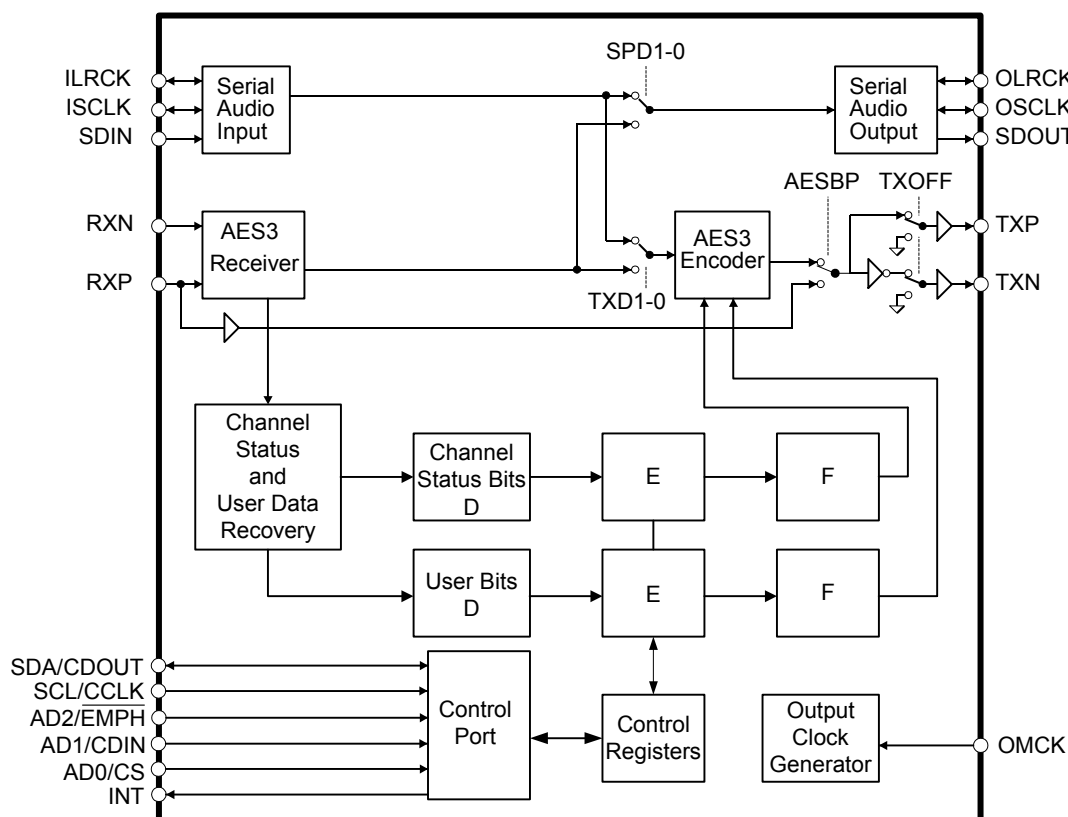 SPD1-0
ILRCK
ISCLK
SDIN
Serial
Audio
Input
Serial
Audio
Output
OLRCK
OSCLK
SDOUT
AESBP
TXOFF
RXN
RXP
AES3
Receiver
AES3
Encoder
TXD1-0
TXP
TXN
Channel
Status
and
User Data
Recovery
Channel
Status Bits
D
E
F
User Bits
D
E
F
SDA/CDOUT
SCL/CCLK
AD2/EMPH
AD1/CDIN
AD0/CS
INT
Control
Port
Control
Registers
Output
Clock
Generator
OMCK